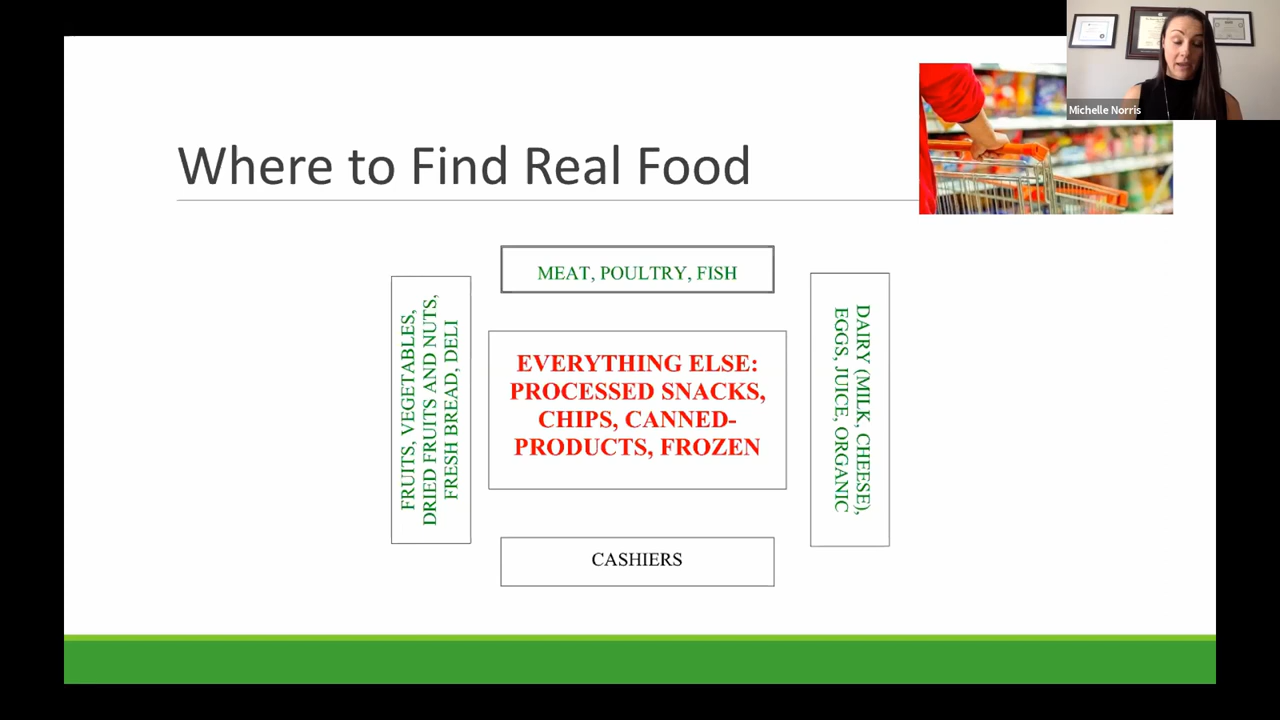 Michelle Norris
Where to Find Real Food
MEAT, POULTRY, FISH
FRUITS, VEGETABLES,
DRIED FRUITS AND NUTS,
FRESH BREAD, DELI
EVERYTHING ELSE:
PROCESSED SNACKS,
CHIPS, CANNED-
PRODUCTS, FROZEN
DAIRY (MILK, CHEESE),
EGGS, JUICE, ORGANIC
CASHIERS